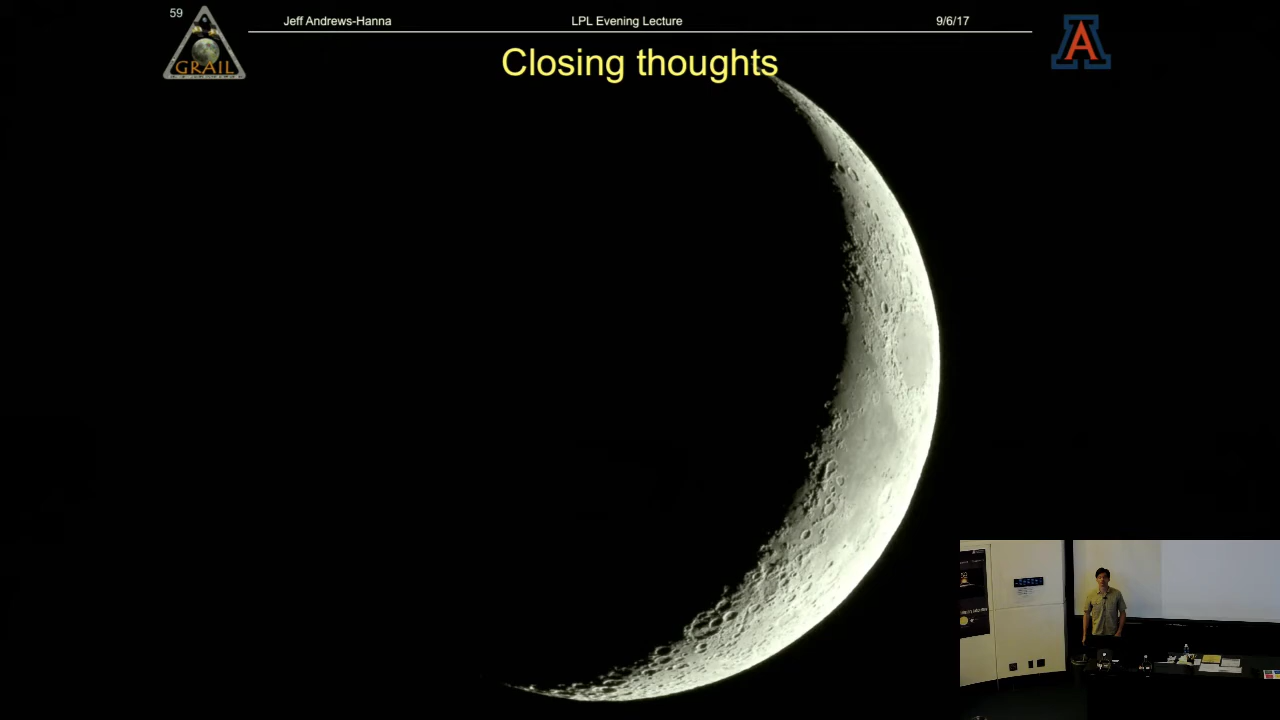 59
Jeff Andrews-Hanna
LPL Evening Lecture
9/6/17
GRAIL
A
Closing thoughts